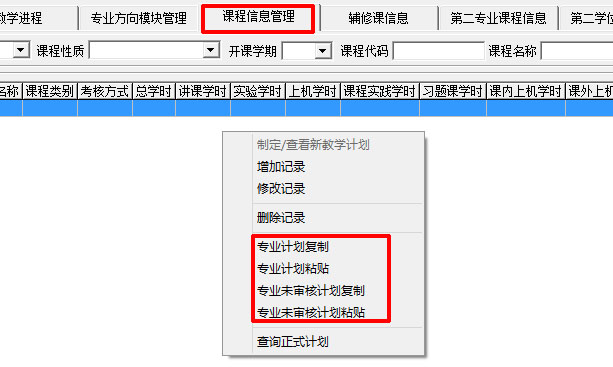 教学进程 专业方向模块管理 课程信息管理 辅修课信息 第二专业课程信息 第二学位
课程性质 开课学期 课程代码 课程名称
名称 课程类别 考核方式 总学时 讲课学时 实验学时 上机学时 课程实践学时 习题课学时 课内上机学时 课外上机
制定/查看新教学计划
增加记录
修改记录
删除记录
专业计划复制
专业计划粘贴
专业未审核计划复制
专业未审核计划粘贴
查询正式计划